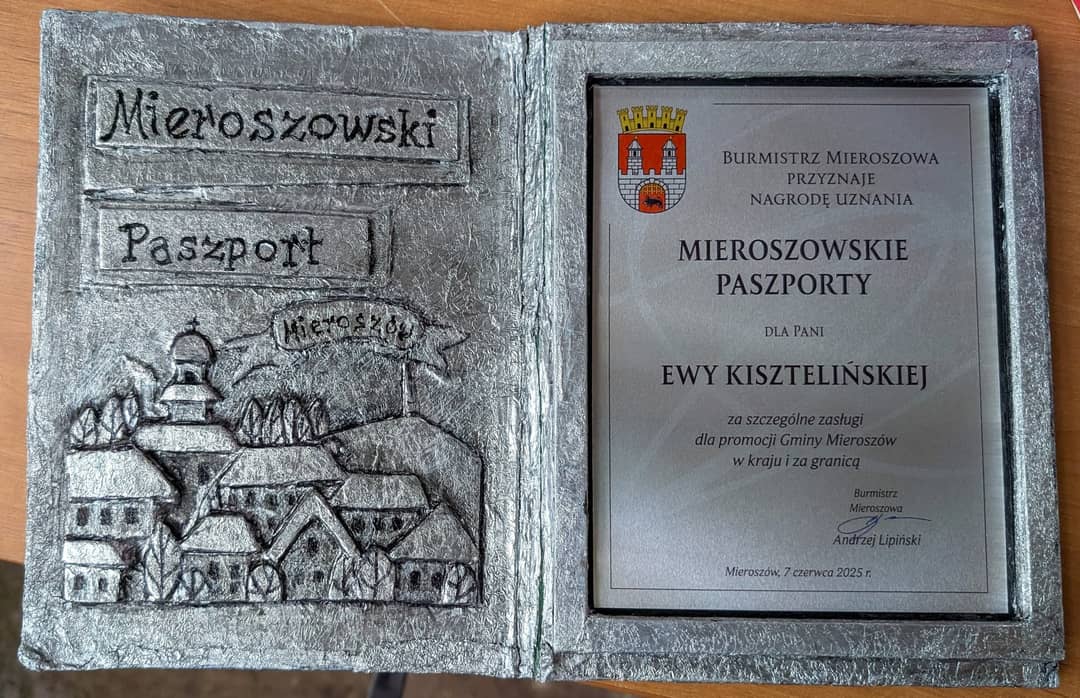 Mieroszowski
Paszport
Mieroszów
BURMISTRZ MIEROSZOWA
PRZYZNAJE
NAGRODĘ UZNANIA
MIEROSZOWSKIE
PASZPORTY
DLA PANI
EWY KISZTELIŃSKIEJ
za szczególne zasługi
dla promocji Gminy Mieroszów
w kraju i za granicą
Burmistrz
Mieroszowa
Andrzej Lipiński
Mieroszów, 7 czerwca 2025 r.